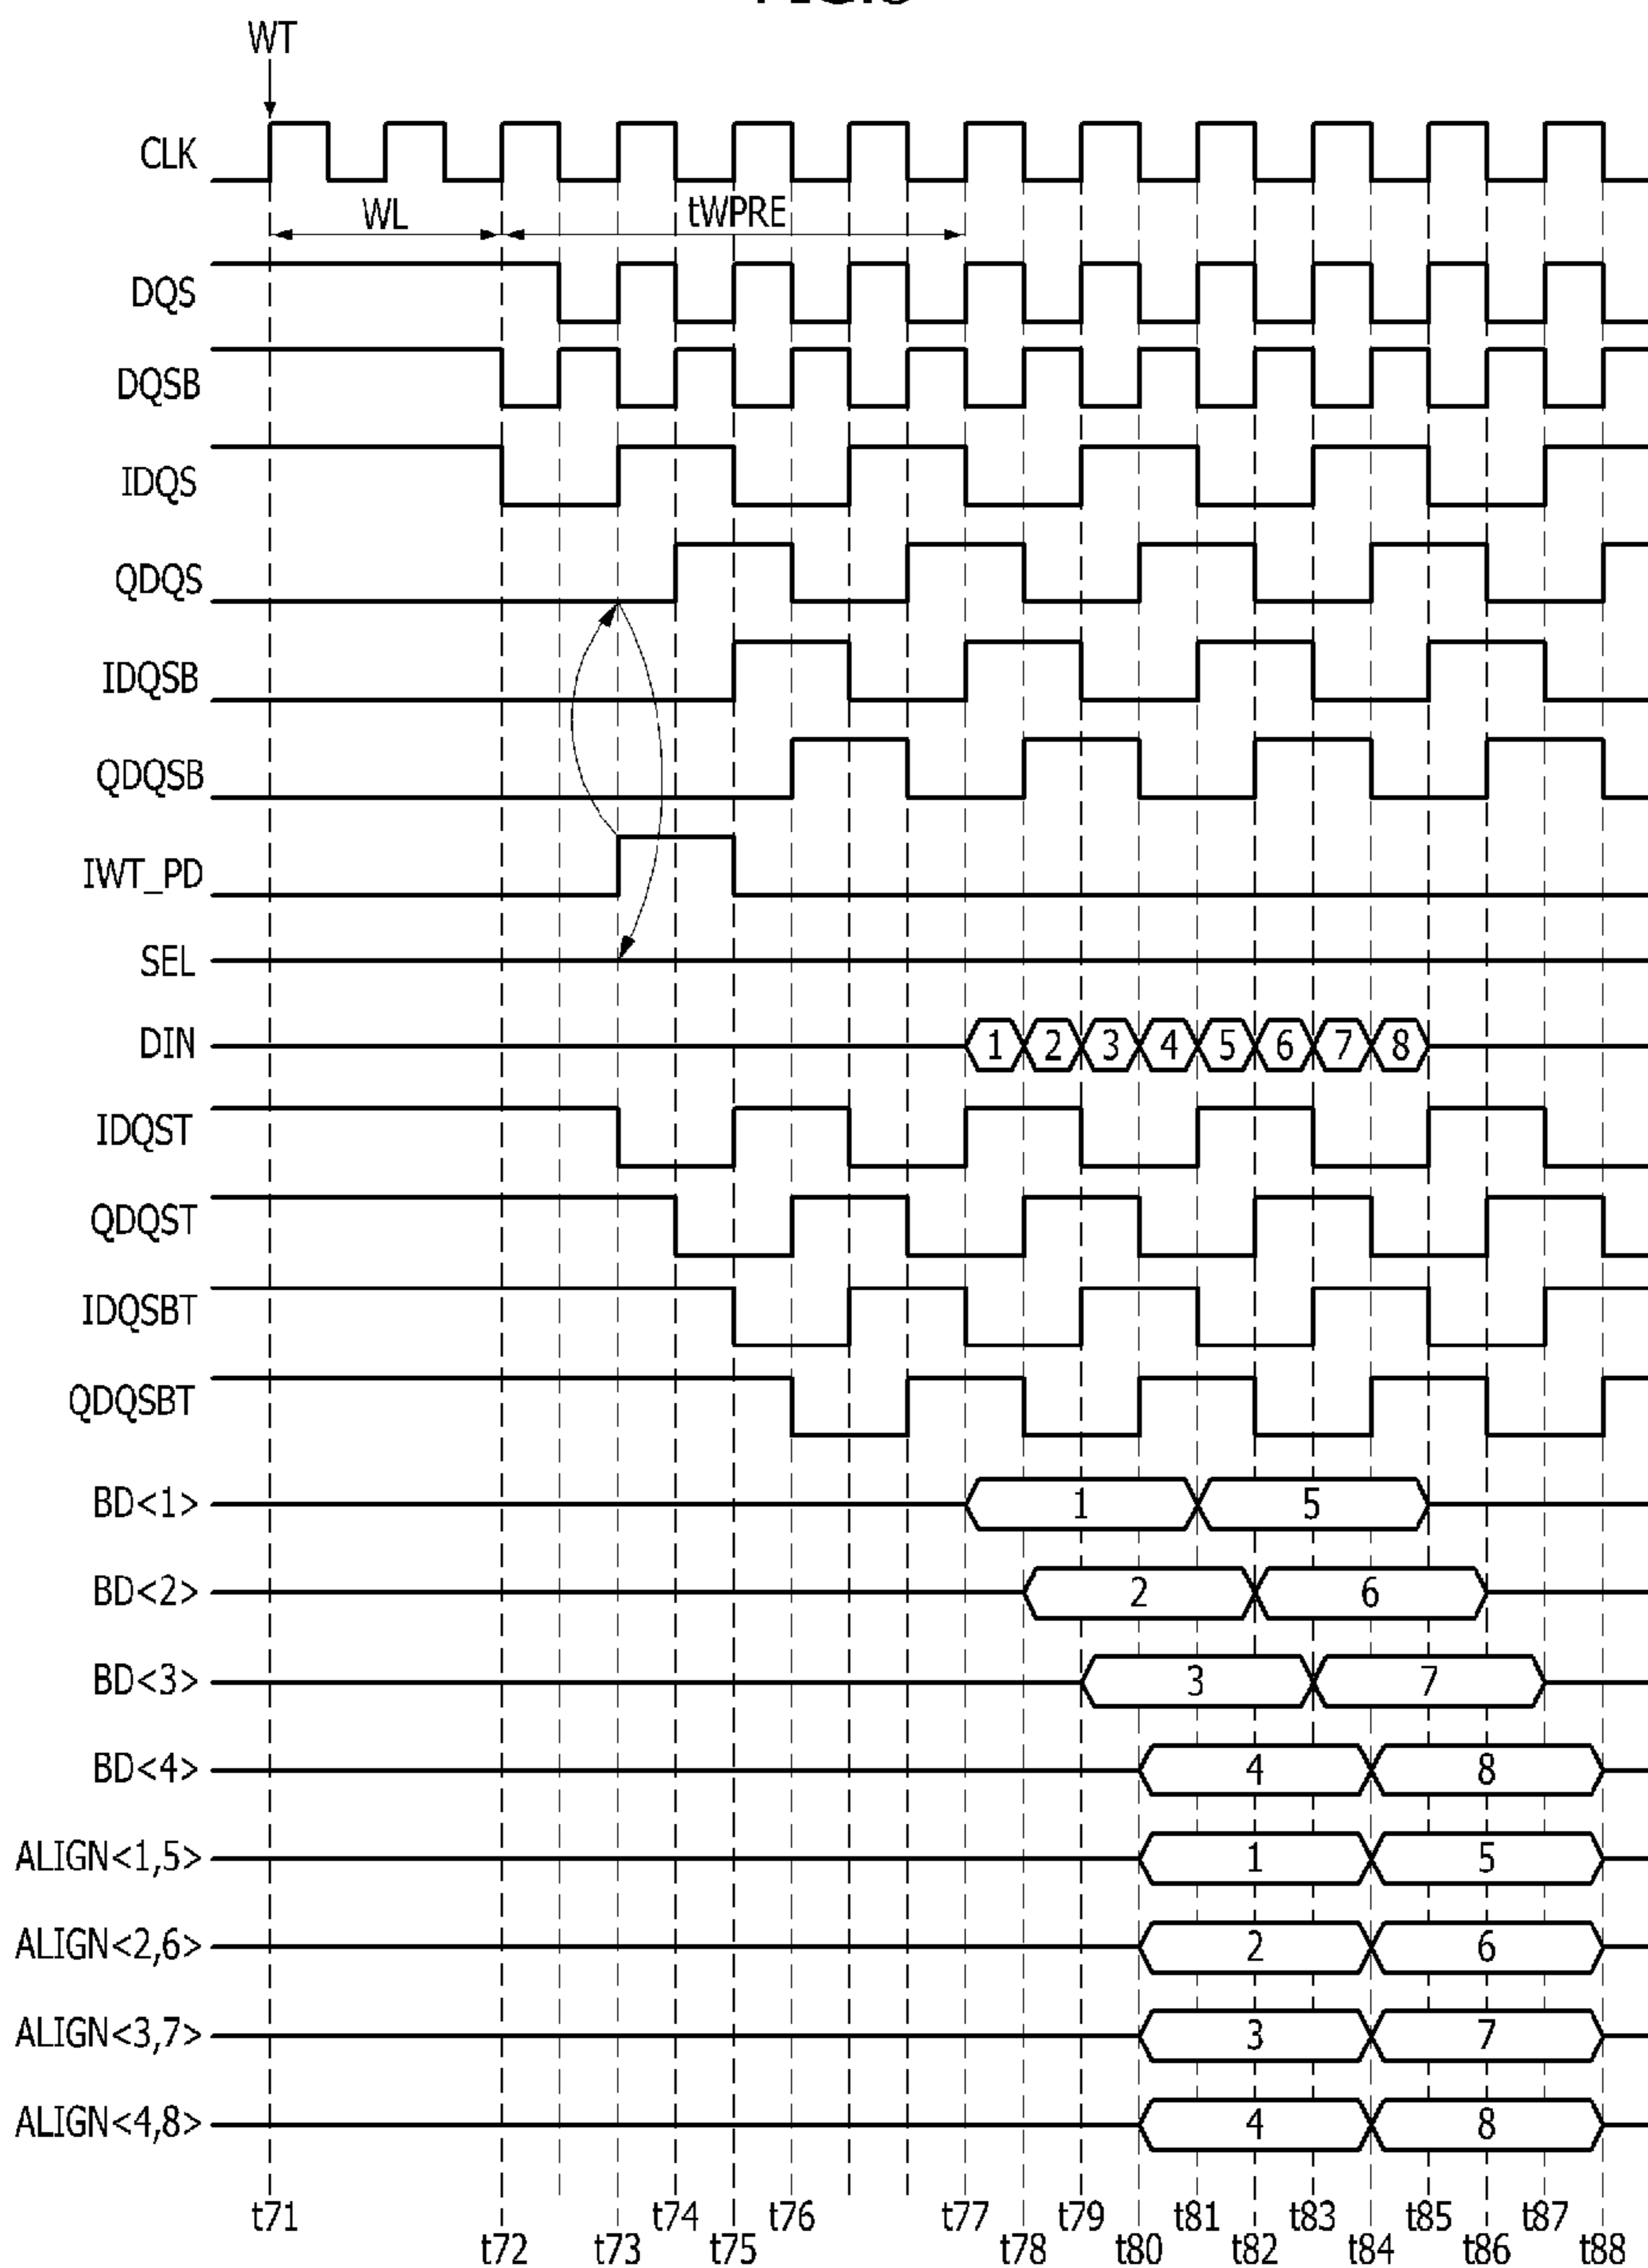 WT
CLK
WL
tWPRE
DQS
DQSB
IDQS
QDQS
IDQSB
QDQSB
IWT_PD
SEL
DIN
1 2 3 4 5 6 7 8
IDQST
QDQST
IDQSBT
QDQSBT
BD<1>
1 5
BD<2>
2 6
BD<3>
3 7
BD<4>
4 8
ALIGN<1,5>
1 5
ALIGN<2,6>
2 6
ALIGN<3,7>
3 7
ALIGN<4,8>
4 8
t71 t74 t76 t77 t79 t81 t83 t85 t87
t72 t73 t75 t78 t80 t82 t84 t86 t88